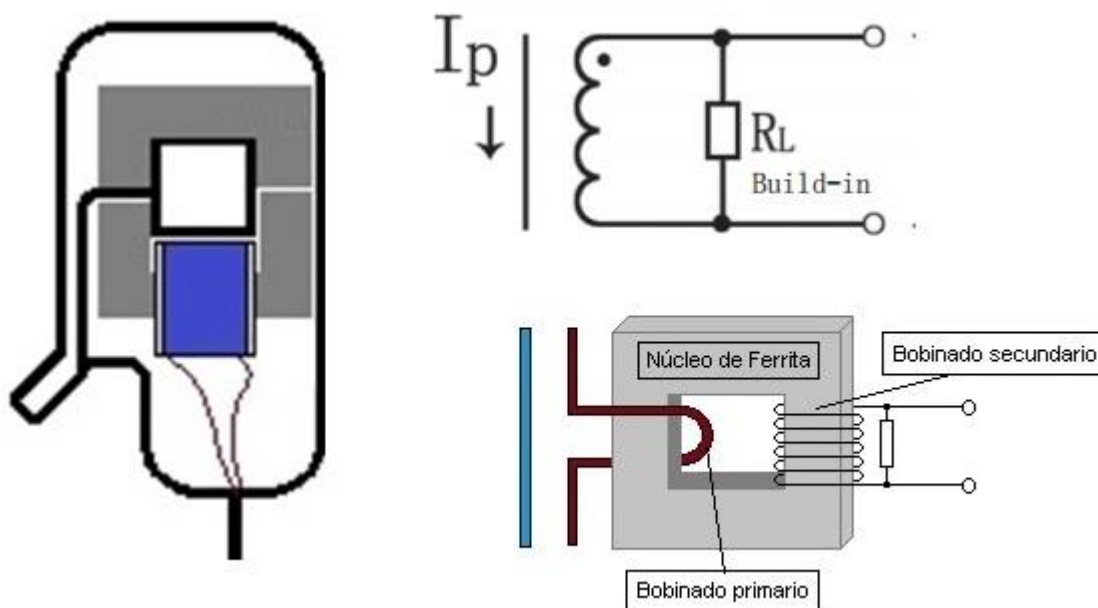 Ip
RL
Build-in
Núcleo de Ferrita
Bobinado secundario
Bobinado primario